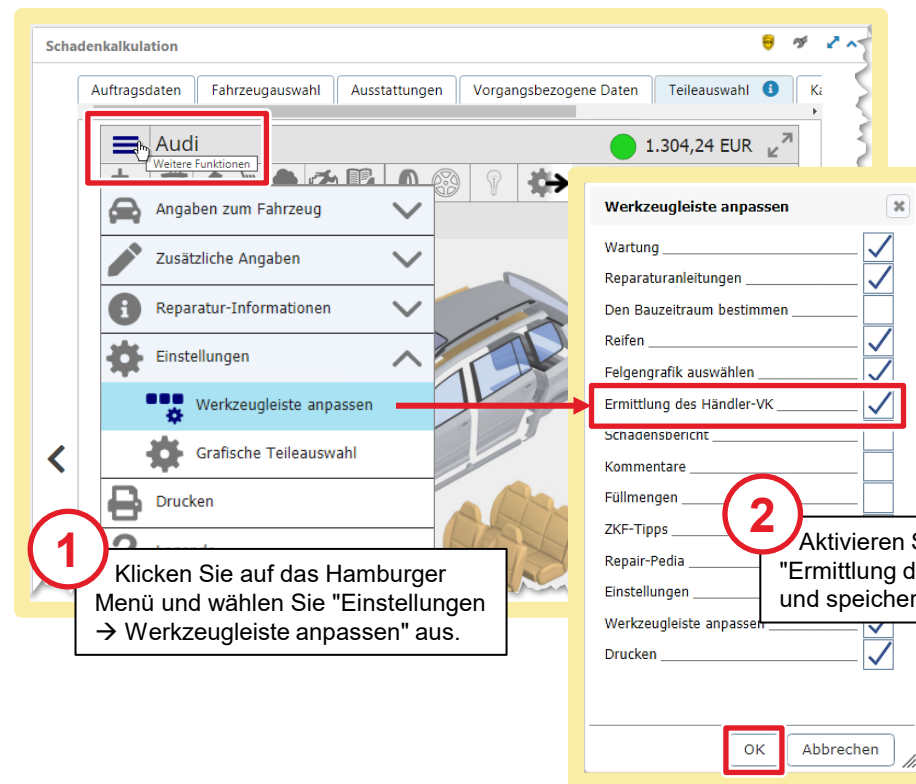 Schadenkalkulation
Auftragsdaten Fahrzeugauswahl Ausstattungen Vorgangsbezogene Daten Teileauswahl
Audi 1.304,24 EUR
Weitere Funktionen
Angaben zum Fahrzeug
Zusätzliche Angaben
Reparatur-Informationen
Einstellungen
Werkzeugleiste anpassen
Grafische Teileauswahl
Drucken
1
Klicken Sie auf das Hamburger
Menü und wählen Sie "Einstellungen
→ Werkzeugleiste anpassen" aus.
Werkzeugleiste anpassen
Wartung
Reparaturanleitungen
Den Bauzeitraum bestimmen
Reifen
Felgengrafik auswählen
Ermittlung des Händler-VK
Schadensbericht
Kommentare
Füllmengen
ZKF-Tipps
Repair-Pedia
Einstellungen
Werkzeugleiste anpassen
Drucken
2
Aktivieren
"Ermittlung
und
OK Abbrechen